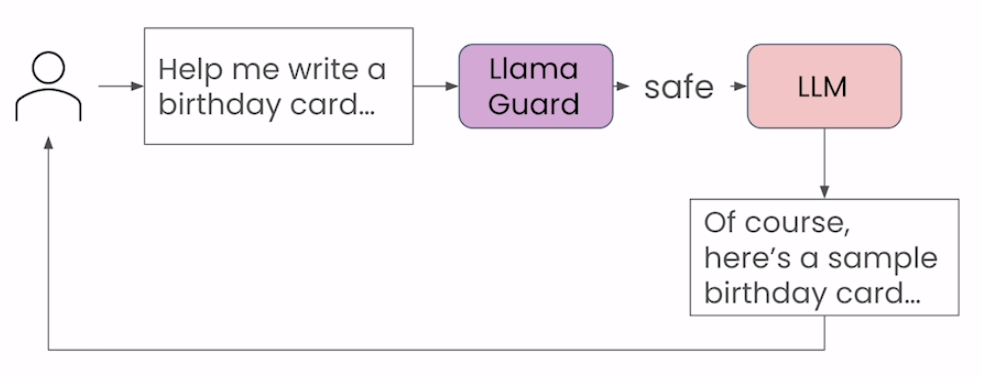 Help me write a
birthday card...
Llama
Guard
safe
LLM
Of course,
here's a sample
birthday card...